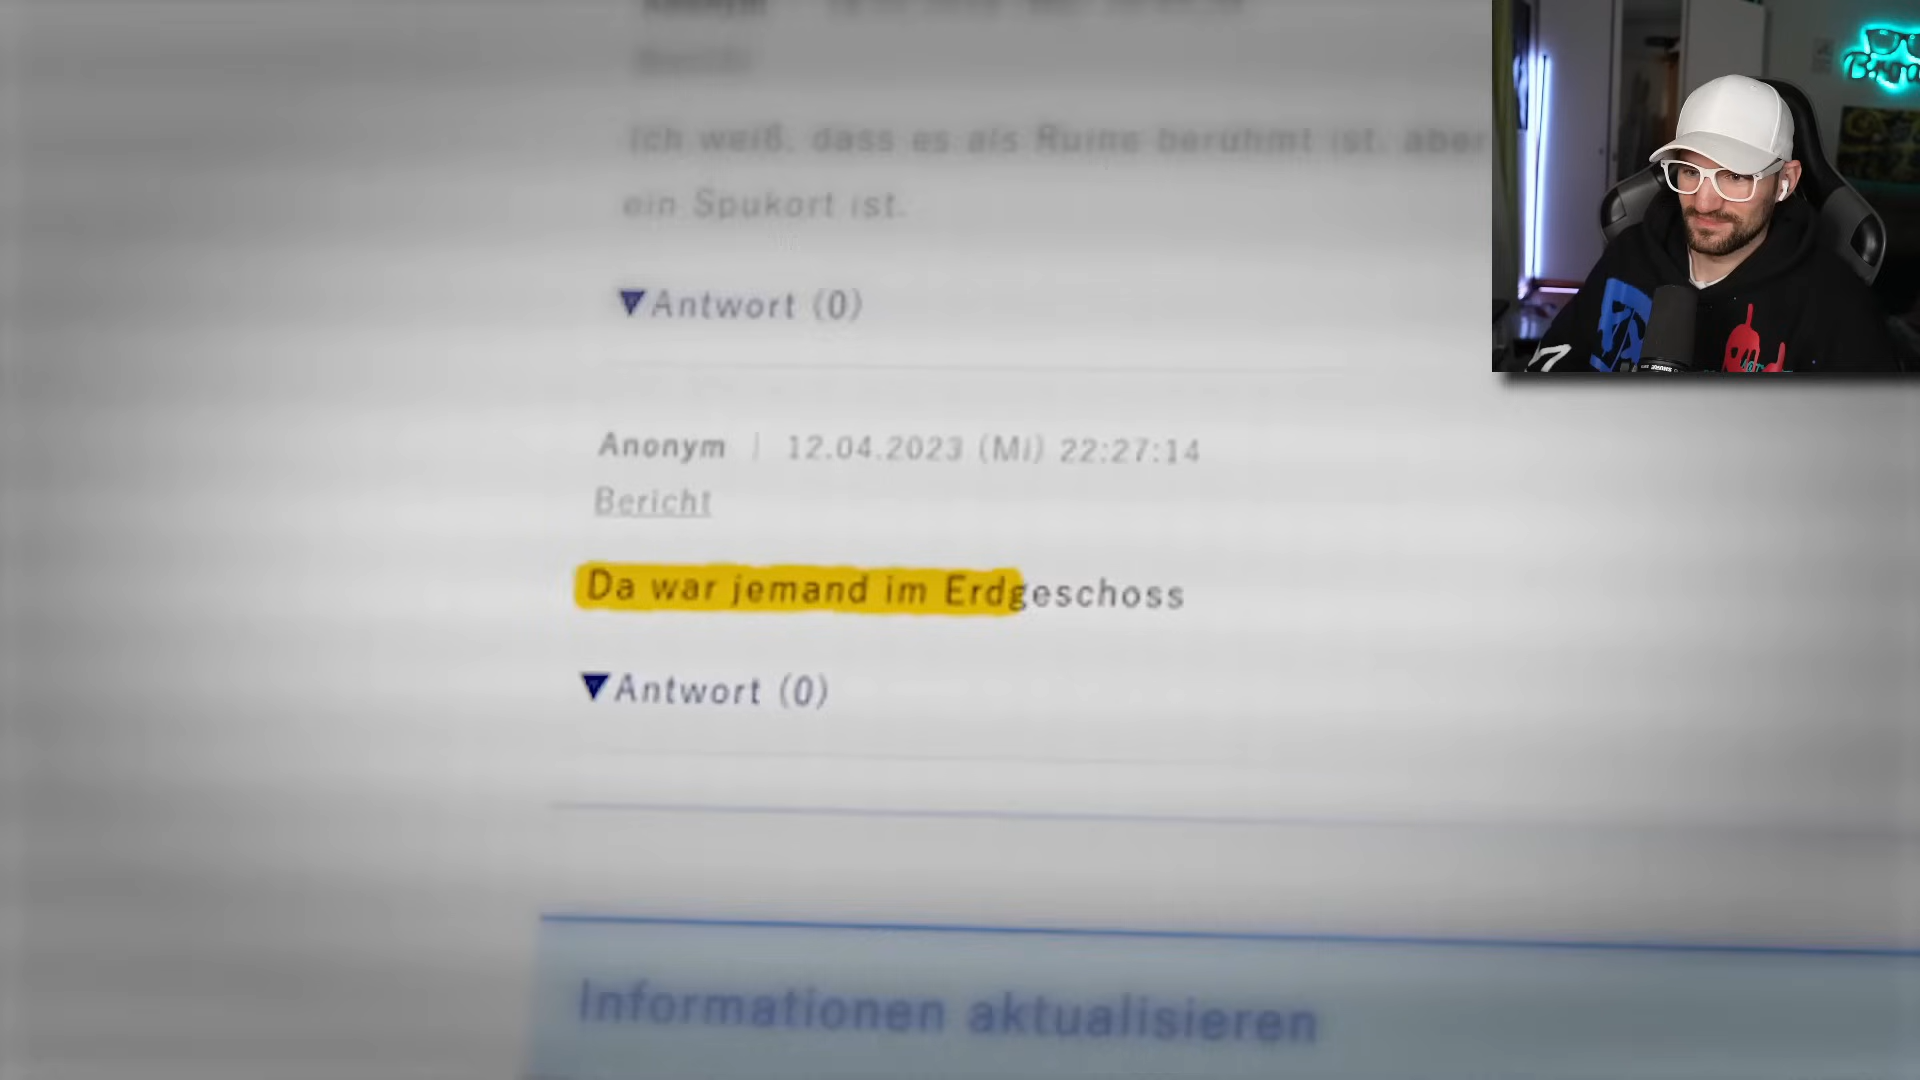 Anonym
ich weiß, dass es als Ruine berühmt ist, aber
ein Spukort ist.
▼Antwort (0)
Anonym | 12.04.2023 (Mi) 22:27:14
Bericht
Da war jemand im Erdgeschoss
▼Antwort (0)
Informationen aktualisieren